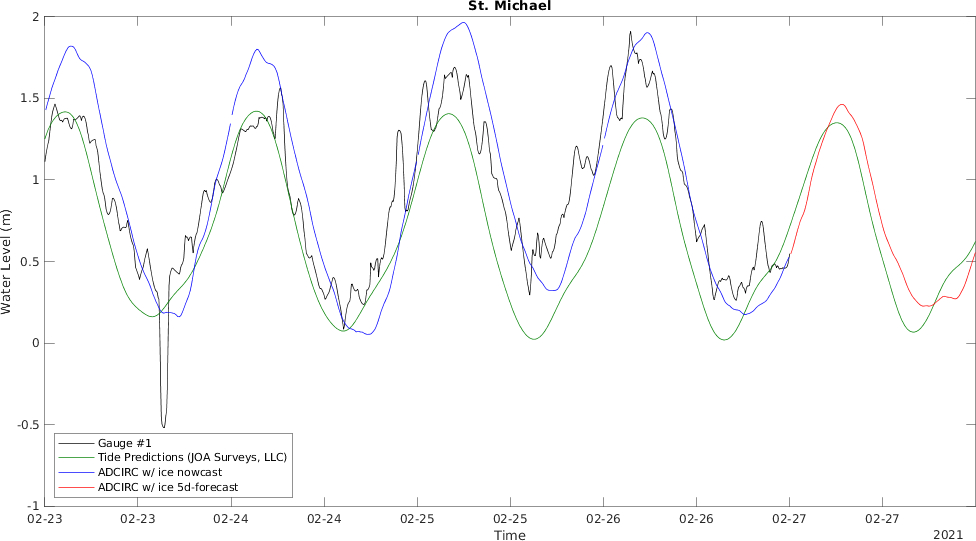 St. Michael
Water Level (m)
2
1.5
1
0.5
0
-0.5
-1
Gauge #1
Tide Predictions (JOA Surveys, LLC)
ADCIRC w/ ice nowcast
ADCIRC w/ ice 5d-forecast
02-23 02-23 02-24 02-24 02-25 02-25 02-26 02-26 02-27 02-27
Time
2021